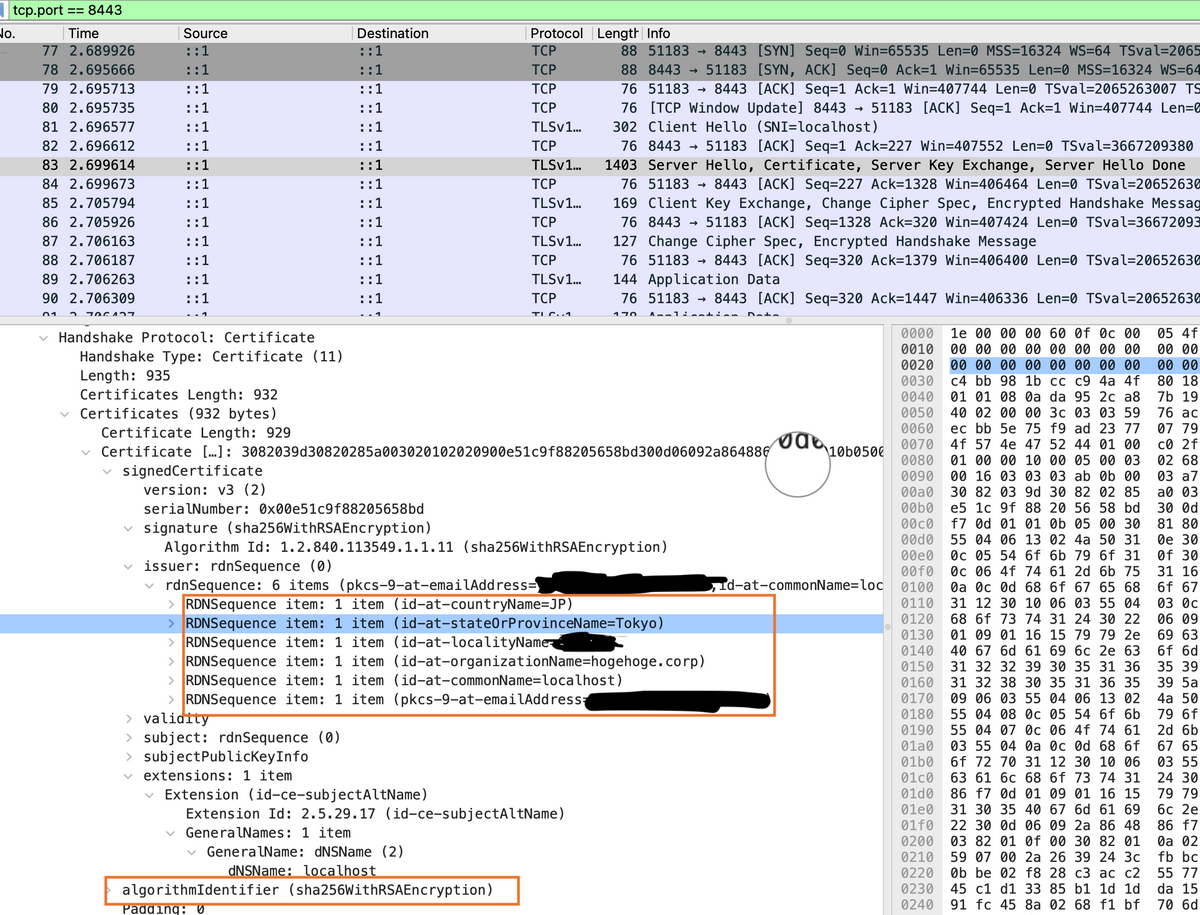 tcp.port == 8443
No. Time Source Destination Protocol Length Info
77 2.689926 ::1 ::1 TCP 88 51183 → 8443 [SYN] Seq=0 Win=65535 Len=0 MSS=16324 WS=64 TSval=2065
78 2.695666 ::1 ::1 TCP 88 8443 → 51183 [SYN, ACK] Seq=0 Ack=1 Win=65535 Len=0 MSS=16324 WS=64
79 2.695713 ::1 ::1 TCP 76 51183 → 8443 [ACK] Seq=1 Ack=1 Win=407744 Len=0 TSval=2065263007 TS
80 2.695735 ::1 ::1 TCP 76 [TCP Window Update] 8443 → 51183 [ACK] Seq=1 Ack=1 Win=407744 Len=0
81 2.696577 ::1 ::1 TLSv1… 302 Client Hello (SNI=localhost)
82 2.696612 ::1 ::1 TCP 76 8443 → 51183 [ACK] Seq=1 Ack=227 Win=407552 Len=0 TSval=3667209380
83 2.699614 ::1 ::1 TLSv1… 1403 Server Hello, Certificate, Server Key Exchange, Server Hello Done
84 2.699673 ::1 ::1 TCP 76 51183 → 8443 [ACK] Seq=227 Ack=1328 Win=406464 Len=0 TSval=20652630
85 2.705794 ::1 ::1 TLSv1… 169 Client Key Exchange, Change Cipher Spec, Encrypted Handshake Messag
86 2.705926 ::1 ::1 TCP 76 8443 → 51183 [ACK] Seq=1328 Ack=320 Win=407424 Len=0 TSval=36672093
87 2.706163 ::1 ::1 TLSv1… 127 Change Cipher Spec, Encrypted Handshake Message
88 2.706187 ::1 ::1 TCP 76 51183 → 8443 [ACK] Seq=320 Ack=1379 Win=406400 Len=0 TSval=20652630
89 2.706263 ::1 ::1 TLSv1… 144 Application Data
90 2.706309 ::1 ::1 TCP 76 51183 → 8443 [ACK] Seq=320 Ack=1447 Win=406336 Len=0 TSval=20652630
Handshake Protocol: Certificate
Handshake Type: Certificate (11)
Length: 935
Certificates Length: 932
Certificates (932 bytes)
Certificate Length: 929
Certificate […]: 3082039d30820285a003020102020900e51c9f88205658bd300d06092a864886 10b0500
signedCertificate
version: v3 (2)
serialNumber: 0x00e51c9f88205658bd
signature (sha256WithRSAEncryption)
Algorithm Id: 1.2.840.113549.1.1.11 (sha256WithRSAEncryption)
issuer: rdnSequence (0)
rdnSequence: 6 items (pkcs-9-at-emailAddress= ,id-at-commonName=loc
RDNSequence item: 1 item (id-at-countryName=JP)
RDNSequence item: 1 item (id-at-stateOrProvinceName=Tokyo)
RDNSequence item: 1 item (id-at-localityName
RDNSequence item: 1 item (id-at-organizationName=hogehoge.corp)
RDNSequence item: 1 item (id-at-commonName=localhost)
RDNSequence item: 1 item (pkcs-9-at-emailAddress=
validity
subject: rdnSequence (0)
subjectPublicKeyInfo
extensions: 1 item
Extension (id-ce-subjectAltName)
Extension Id: 2.5.29.17 (id-ce-subjectAltName)
GeneralNames: 1 item
GeneralName: dNSName (2)
dNSName: localhost
algorithmIdentifier (sha256WithRSAEncryption)
Padding: 0
0000 1e 00 00 00 60 0f 0c 00 05 4f
0010 00 00 00 00 00 00 00 00 00 00
0020 00 00 00 00 00 00 00 00 00 00
0030 c4 bb 98 1b cc c9 4a 4f 80 18
0040 01 01 08 0a da 95 2c a8 7b 19
0050 40 02 00 00 3c 03 03 59 76 ac
0060 ec bb 5e 75 f9 ad 23 77 07 79
0070 4f 57 4e 47 52 44 01 00 c0 2f
0080 01 00 00 10 00 05 00 03 02 68
0090 00 16 03 03 03 ab 0b 00 03 a7
00a0 30 82 03 9d 30 82 02 85 a0 03
00b0 e5 1c 9f 88 20 56 58 bd 30 0d
00c0 f7 0d 01 01 0b 05 00 30 81 80
00d0 55 04 06 13 02 4a 50 31 0e 30
00e0 0c 05 54 6f 6b 79 6f 31 0f 30
00f0 0c 06 4f 74 61 2d 6b 75 31 16
0100 0a 0c 0d 68 6f 67 65 68 6f 67
0110 31 12 30 10 06 03 55 04 03 0c
0120 68 6f 73 74 31 24 30 22 06 09
0130 01 09 01 16 15 79 79 2e 69 63
0140 40 67 6d 61 69 6c 2e 63 6f 6d
0150 31 32 32 39 30 35 31 36 35 39
0160 31 32 38 30 35 31 36 35 39 5a
0170 09 06 03 55 04 06 13 02 4a 50
0180 55 04 08 0c 05 54 6f 6b 79 6f
0190 55 04 07 0c 06 4f 74 61 2d 6b
01a0 03 55 04 0a 0c 0d 68 6f 67 65
01b0 6f 72 70 31 12 30 10 06 03 55
01c0 63 61 6c 68 6f 73 74 31 24 30
01d0 86 f7 0d 01 09 01 16 15 79 79
01e0 31 30 35 40 67 6d 61 69 6c 2e
01f0 22 30 0d 06 09 2a 86 48 86 f7
0200 03 82 01 0f 00 30 82 01 0a 02
0210 59 07 00 2a 26 39 24 3c fb bc
0220 0b be 02 f8 28 c3 ac c2 55 77
0230 45 c1 d1 33 85 b1 1d 1d da 15
0240 91 fc 45 8a 02 68 f1 bf 70 6d